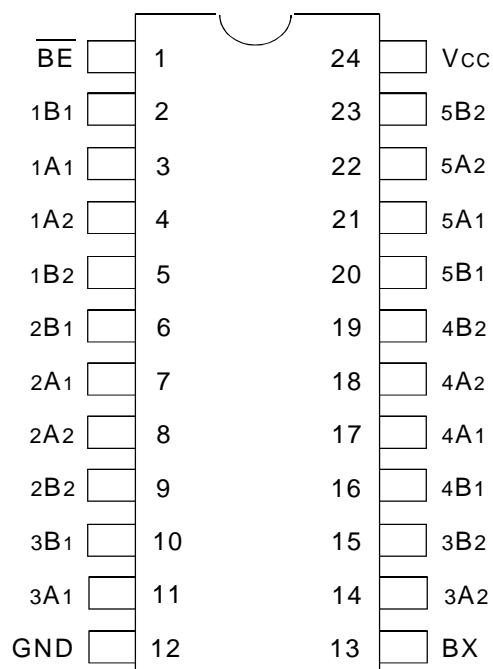 BE 1 24 Vcc
1B1 2 23 5B2
1A1 3 22 5A2
1A2 4 21 5A1
1B2 5 20 5B1
2B1 6 19 4B2
2A1 7 18 4A2
2A2 8 17 4A1
2B2 9 16 4B1
3B1 10 15 3B2
3A1 11 14 3A2
GND 12 13 BX